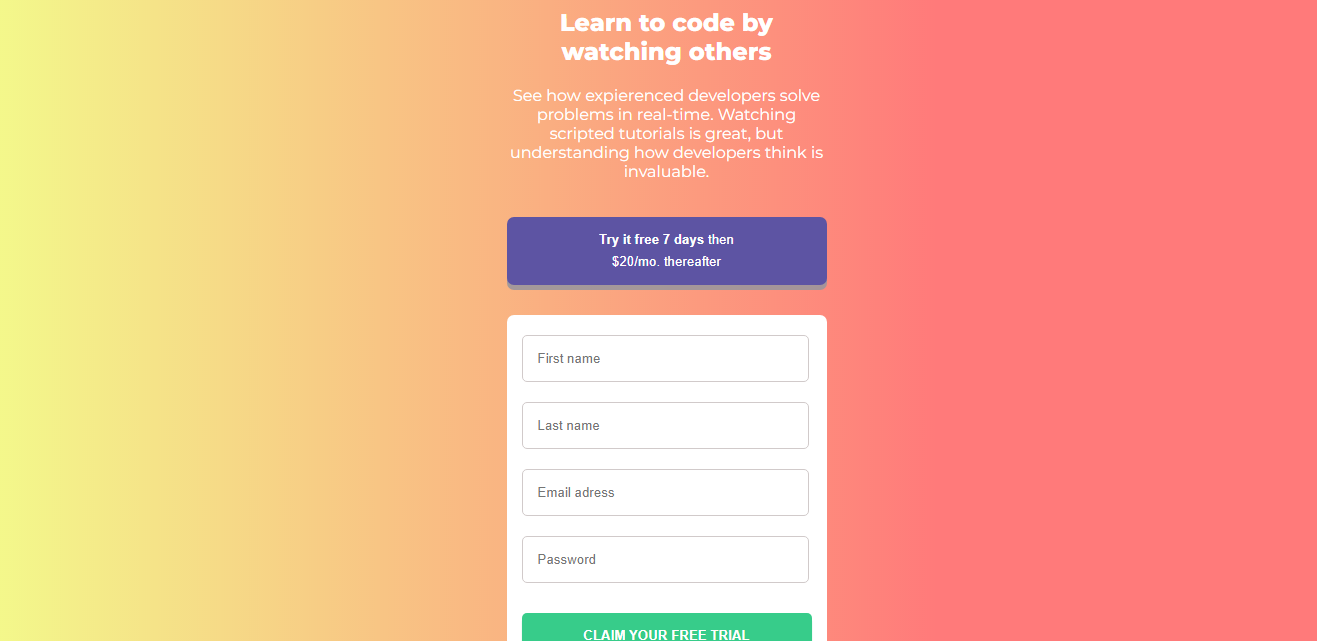 Learn to code by
watching others
See how expierenced developers solve
problems in real-time. Watching
scripted tutorials is great, but
understanding how developers think is
invaluable.
Try it free 7 days then
$20/mo. thereafter
First name
Last name
Email adress
Password
CLAIM YOUR FREE TRIAL